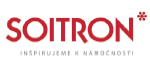 SOITRON*
INŠPIRUJEME K NÁROČNOSTI